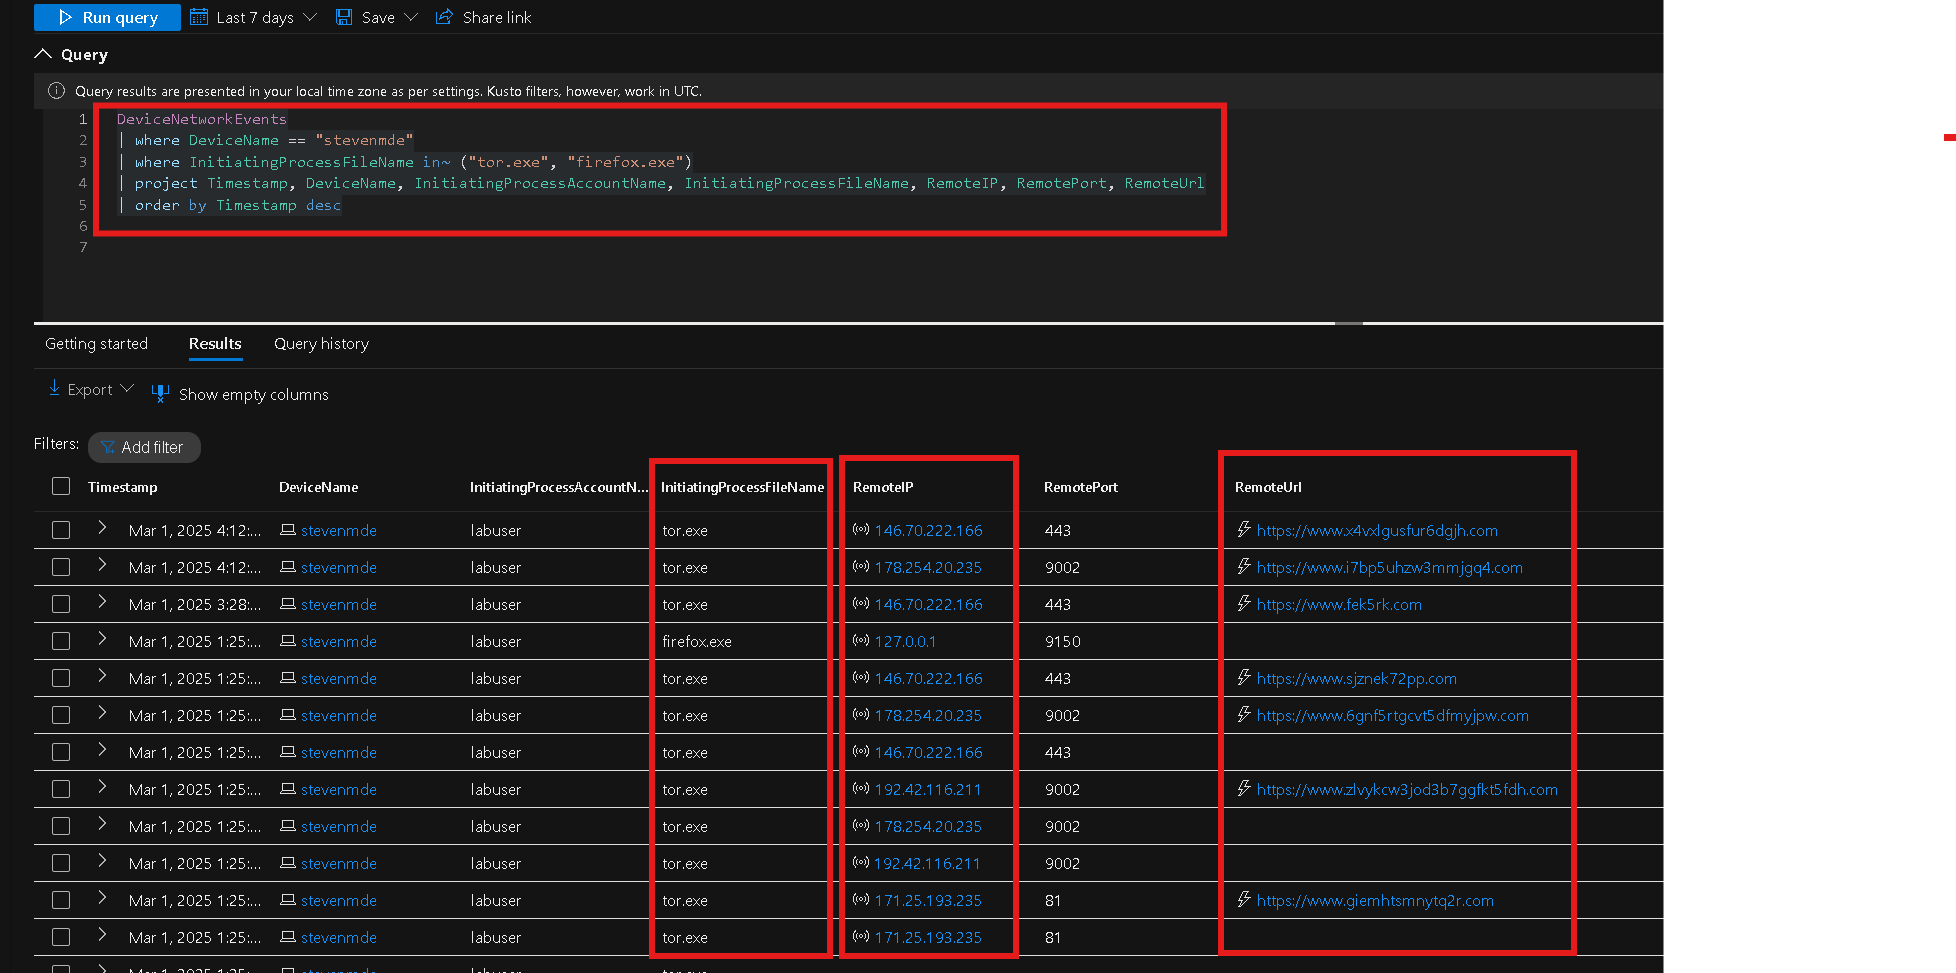 Run query Last 7 days Save Share link
Query
Query results are presented in your local time zone as per settings. Kusto filters, however, work in UTC.
1 DeviceNetworkEvents
2 | where DeviceName == "stevenmde"
3 | where InitiatingProcessFileName in~ ("tor.exe", "firefox.exe")
4 | project Timestamp, DeviceName, InitiatingProcessAccountName, InitiatingProcessFileName, RemoteIP, RemotePort, RemoteUrl
5 | order by Timestamp desc
6
7
Getting started Results Query history
Export Show empty columns
Filters: Add filter
Timestamp DeviceName InitiatingProcessAccountN... InitiatingProcessFileName RemoteIP RemotePort RemoteUrl
Mar 1, 2025 4:12:... stevenmde labuser tor.exe 146.70.222.166 443 https://www.x4vxlgusfur6dgjh.com
Mar 1, 2025 4:12:... stevenmde labuser tor.exe 178.254.20.235 9002 https://www.i7bp5uhzw3mmjgq4.com
Mar 1, 2025 3:28:... stevenmde labuser tor.exe 146.70.222.166 443 https://www.fek5rk.com
Mar 1, 2025 1:25:... stevenmde labuser firefox.exe 127.0.0.1 9150
Mar 1, 2025 1:25:... stevenmde labuser tor.exe 146.70.222.166 443 https://www.sjznek72pp.com
Mar 1, 2025 1:25:... stevenmde labuser tor.exe 178.254.20.235 9002 https://www.6gnf5rtgcvt5dfmyjpw.com
Mar 1, 2025 1:25:... stevenmde labuser tor.exe 146.70.222.166 443
Mar 1, 2025 1:25:... stevenmde labuser tor.exe 192.42.116.211 9002 https://www.zlvykcw3jod3b7ggfkt5fdh.com
Mar 1, 2025 1:25:... stevenmde labuser tor.exe 178.254.20.235 9002
Mar 1, 2025 1:25:... stevenmde labuser tor.exe 192.42.116.211 9002
Mar 1, 2025 1:25:... stevenmde labuser tor.exe 171.25.193.235 81 https://www.giemhtsmnytq2r.com
Mar 1, 2025 1:25:... stevenmde labuser tor.exe 171.25.193.235 81